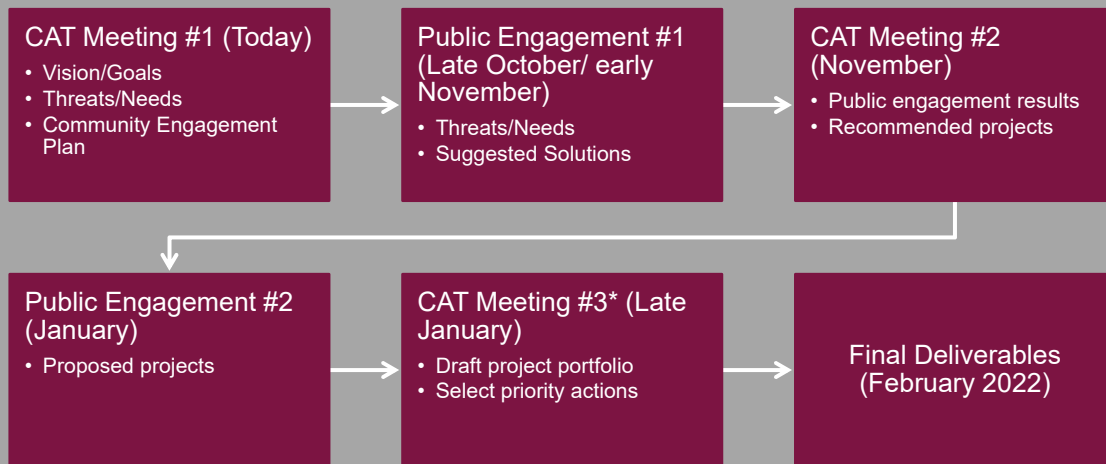 CAT Meeting #1 (Today)
• Vision/Goals
• Threats/Needs
• Community Engagement
Plan
Public Engagement #1
(Late October/ early
November)
• Threats/Needs
• Suggested Solutions
CAT Meeting #2
(November)
• Public engagement results
• Recommended projects
Public Engagement #2
(January)
• Proposed projects
CAT Meeting #3* (Late
January)
• Draft project portfolio
• Select priority actions
Final Deliverables
(February 2022)